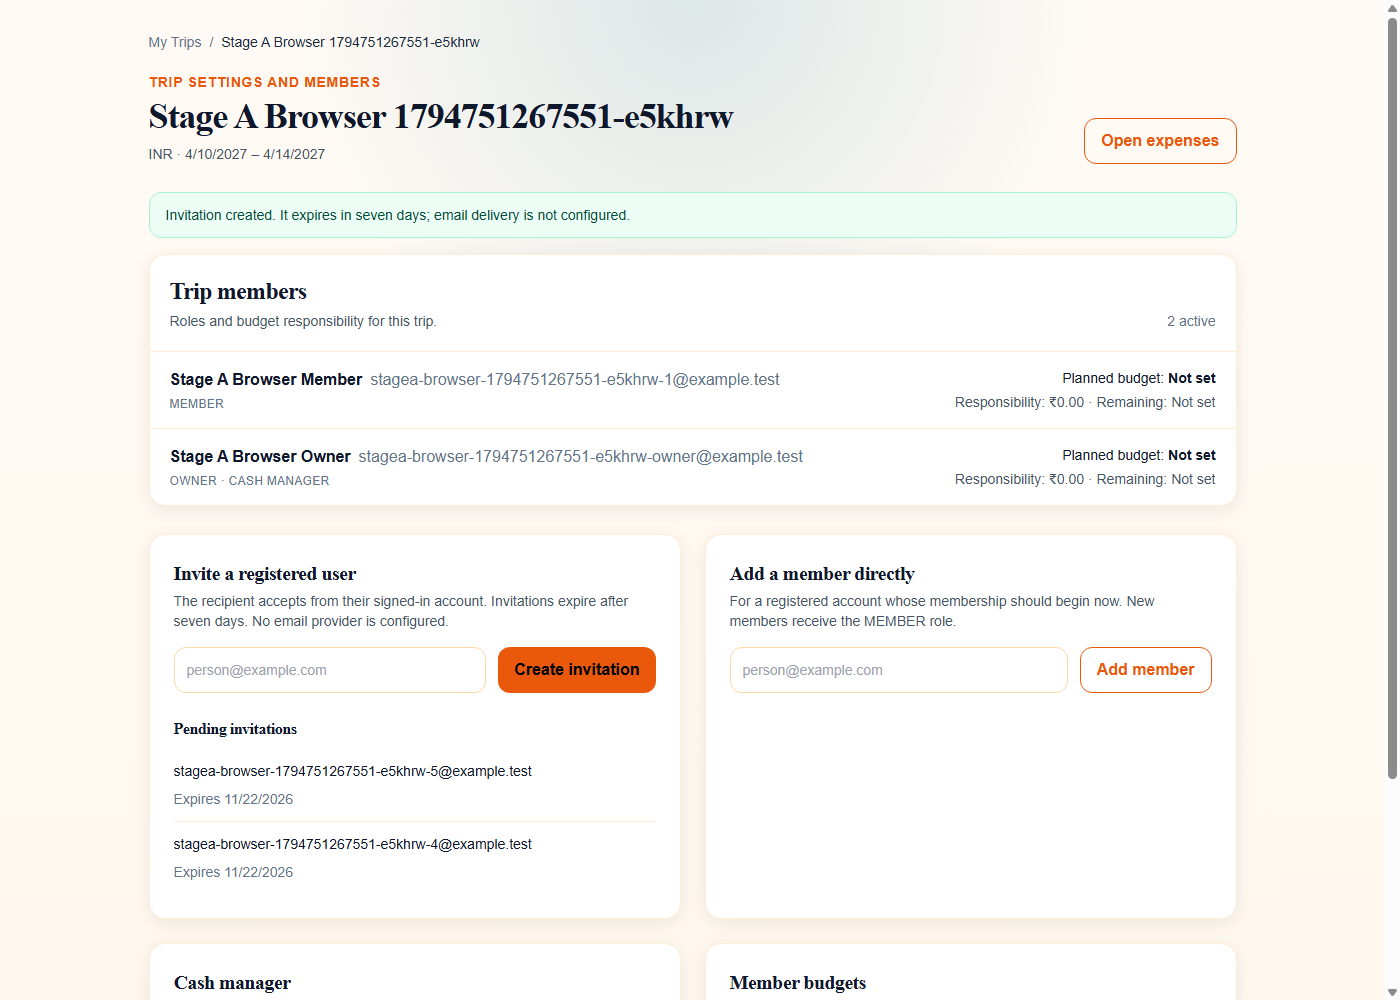 My Trips / Stage A Browser 1794751267551-e5khrw
TRIP SETTINGS AND MEMBERS
Stage A Browser 1794751267551-e5khrw
INR · 4/10/2027 – 4/14/2027
Open expenses
Invitation created. It expires in seven days; email delivery is not configured.
Trip members
Roles and budget responsibility for this trip.
2 active
Stage A Browser Member stagea-browser-1794751267551-e5khrw-1@example.test
MEMBER
Planned budget: Not set
Responsibility: ₹0.00 · Remaining: Not set
Stage A Browser Owner stagea-browser-1794751267551-e5khrw-owner@example.test
OWNER · CASH MANAGER
Planned budget: Not set
Responsibility: ₹0.00 · Remaining: Not set
Invite a registered user
The recipient accepts from their signed-in account. Invitations expire after
seven days. No email provider is configured.
person@example.com
Create invitation
Pending invitations
stagea-browser-1794751267551-e5khrw-5@example.test
Expires 11/22/2026
stagea-browser-1794751267551-e5khrw-4@example.test
Expires 11/22/2026
Add a member directly
For a registered account whose membership should begin now. New
members receive the MEMBER role.
person@example.com
Add member
Cash manager
Member budgets